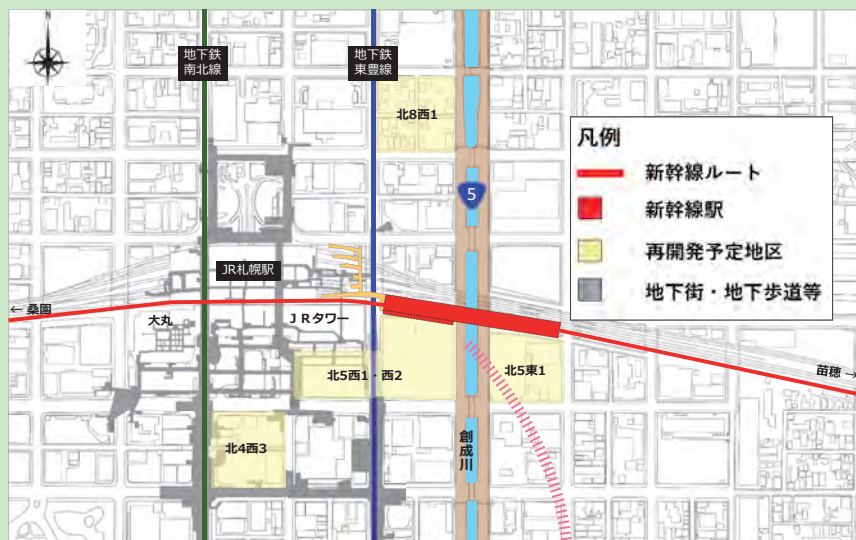 N
地下鉄
南北線
地下鉄
東豊線
北8西1
凡例
新幹線ルート
5
新幹線駅
再開発予定地区
JR札幌駅
地下街・地下歩道等
← 桑園
大丸
JRタワー
北5西1・西2
北5東1
苗穂 →
北4西3
創成川